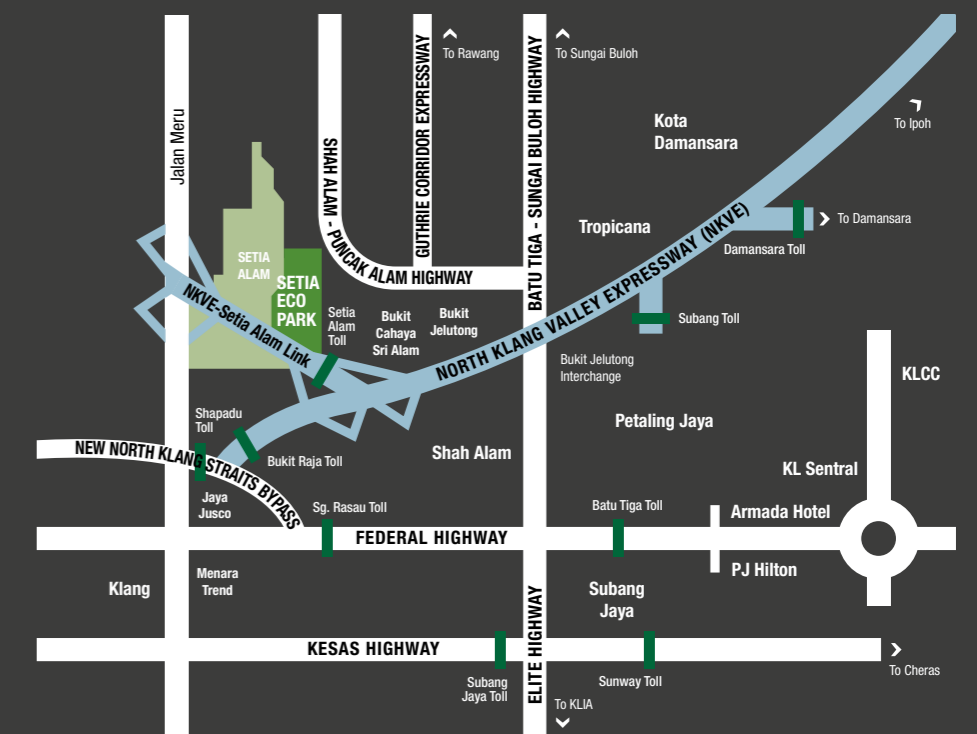 To Rawang
To Sungai Buloh
Jalan Meru
SHAH ALAM - PUNCAK ALAM HIGHWAY
GUTHRIE CORRIDOR EXPRESSWAY
BATU TIGA - SUNGAI BULOH HIGHWAY
Kota
Damansara
To Ipoh
Tropicana
To Damansara
Damansara Toll
SETIA
ALAM
SETIA
ECO
PARK
NKVE-Setia Alam Link
Setia
Alam
Toll
Bukit
Cahaya
Sri Alam
Bukit
Jelutong
NORTH KLANG VALLEY EXPRESSWAY (NKVE)
Subang Toll
Bukit Jelutong
Interchange
KLCC
Shapadu
Toll
Petaling Jaya
NEW NORTH KLANG STRAITS BYPASS
Bukit Raja Toll
Shah Alam
KL Sentral
Jaya
Jusco
Sg. Rasau Toll
Batu Tiga Toll
Armada Hotel
FEDERAL HIGHWAY
PJ Hilton
Klang
Menara
Trend
Subang
Jaya
ELITE HIGHWAY
KESAS HIGHWAY
To Cheras
Subang
Jaya Toll
Sunway Toll
To KLIA